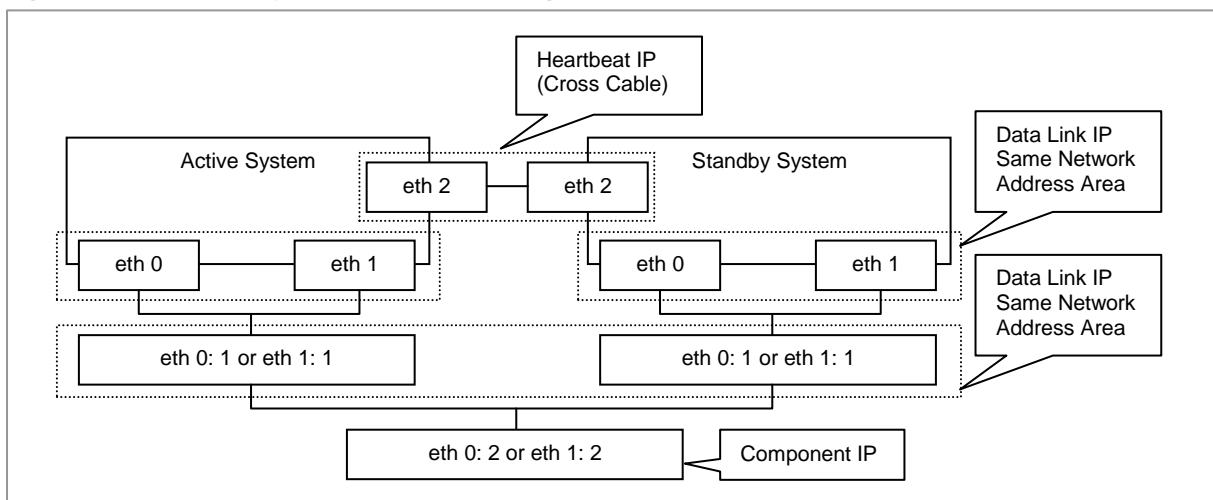 Heartbeat IP
(Cross Cable)
Data Link IP
Same Network
Address Area
Active System
Standby System
eth 2
eth 2
eth 0
eth 1
eth 0
eth 1
Data Link IP
Same Network
Address Area
eth 0: 1 or eth 1: 1
eth 0: 1 or eth 1: 1
eth 0: 2 or eth 1: 2
Component IP